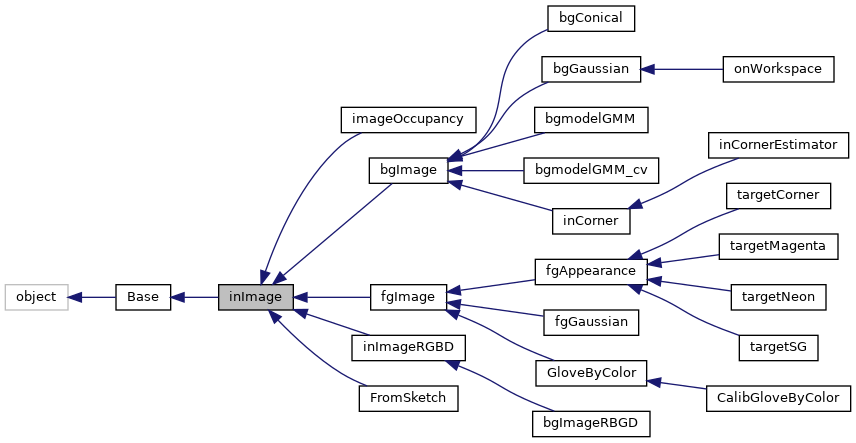 bgConical
bgGaussian
onWorkspace
imageOccupancy
bgmodelGMM
inCornerEstimator
bgImage
bgmodelGMM_cv
targetCorner
inCorner
targetMagenta
fgAppearance
object
Base
inImage
fgImage
targetNeon
fgGaussian
inImageRGBD
targetSG
GloveByColor
FromSketch
CalibGloveByColor
bgImageRBGD